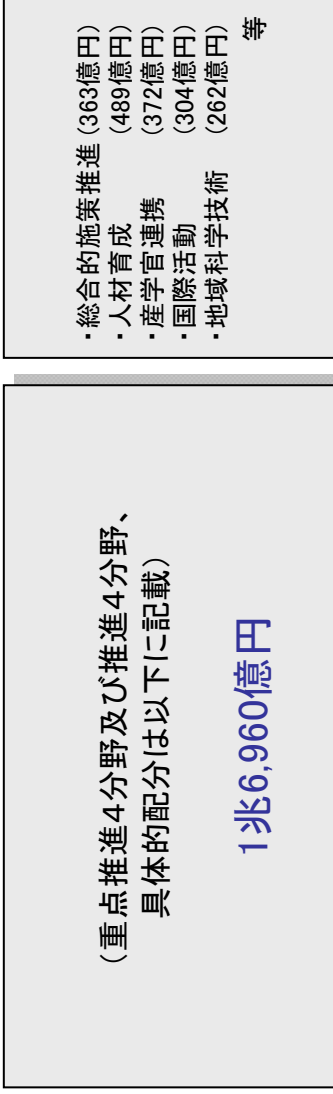 （重点推進4分野及び推進4分野、
具体的配分は以下に記載）
1兆6,960億円
・総合的施策推進（363億円）
・人材育成 （489億円）
・産学官連携 （372億円）
・国際活動 （304億円）
・地域科学技術 （262億円）
等